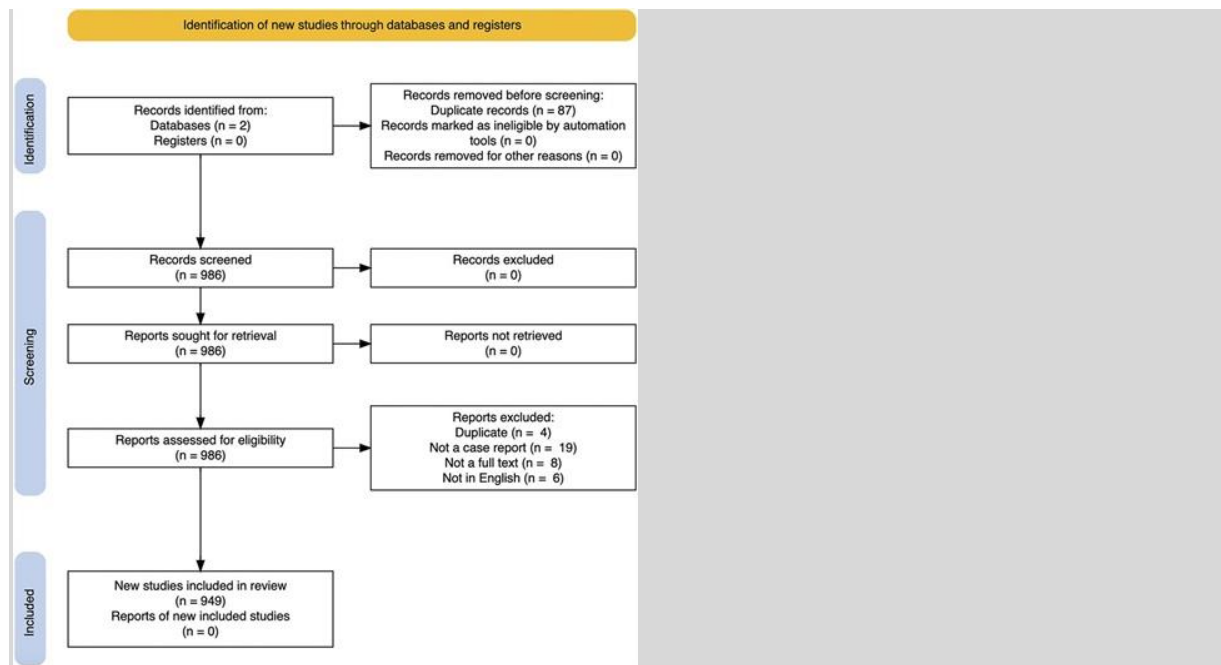 Identification of new studies through databases and registers
Identification
Records identified from:
Databases (n = 2)
Registers (n = 0)
Records removed before screening:
Duplicate records (n = 87)
Records marked as ineligible by automation
tools (n = 0)
Records removed for other reasons (n = 0)
Screening
Records screened
(n = 986)
Records excluded
(n = 0)
Reports sought for retrieval
(n = 986)
Reports not retrieved
(n = 0)
Reports assessed for eligibility
(n = 986)
Reports excluded:
Duplicate (n = 4)
Not a case report (n = 19)
Not a full text (n = 8)
Not in English (n = 6)
Included
New studies included in review
(n = 949)
Reports of new included studies
(n = 0)